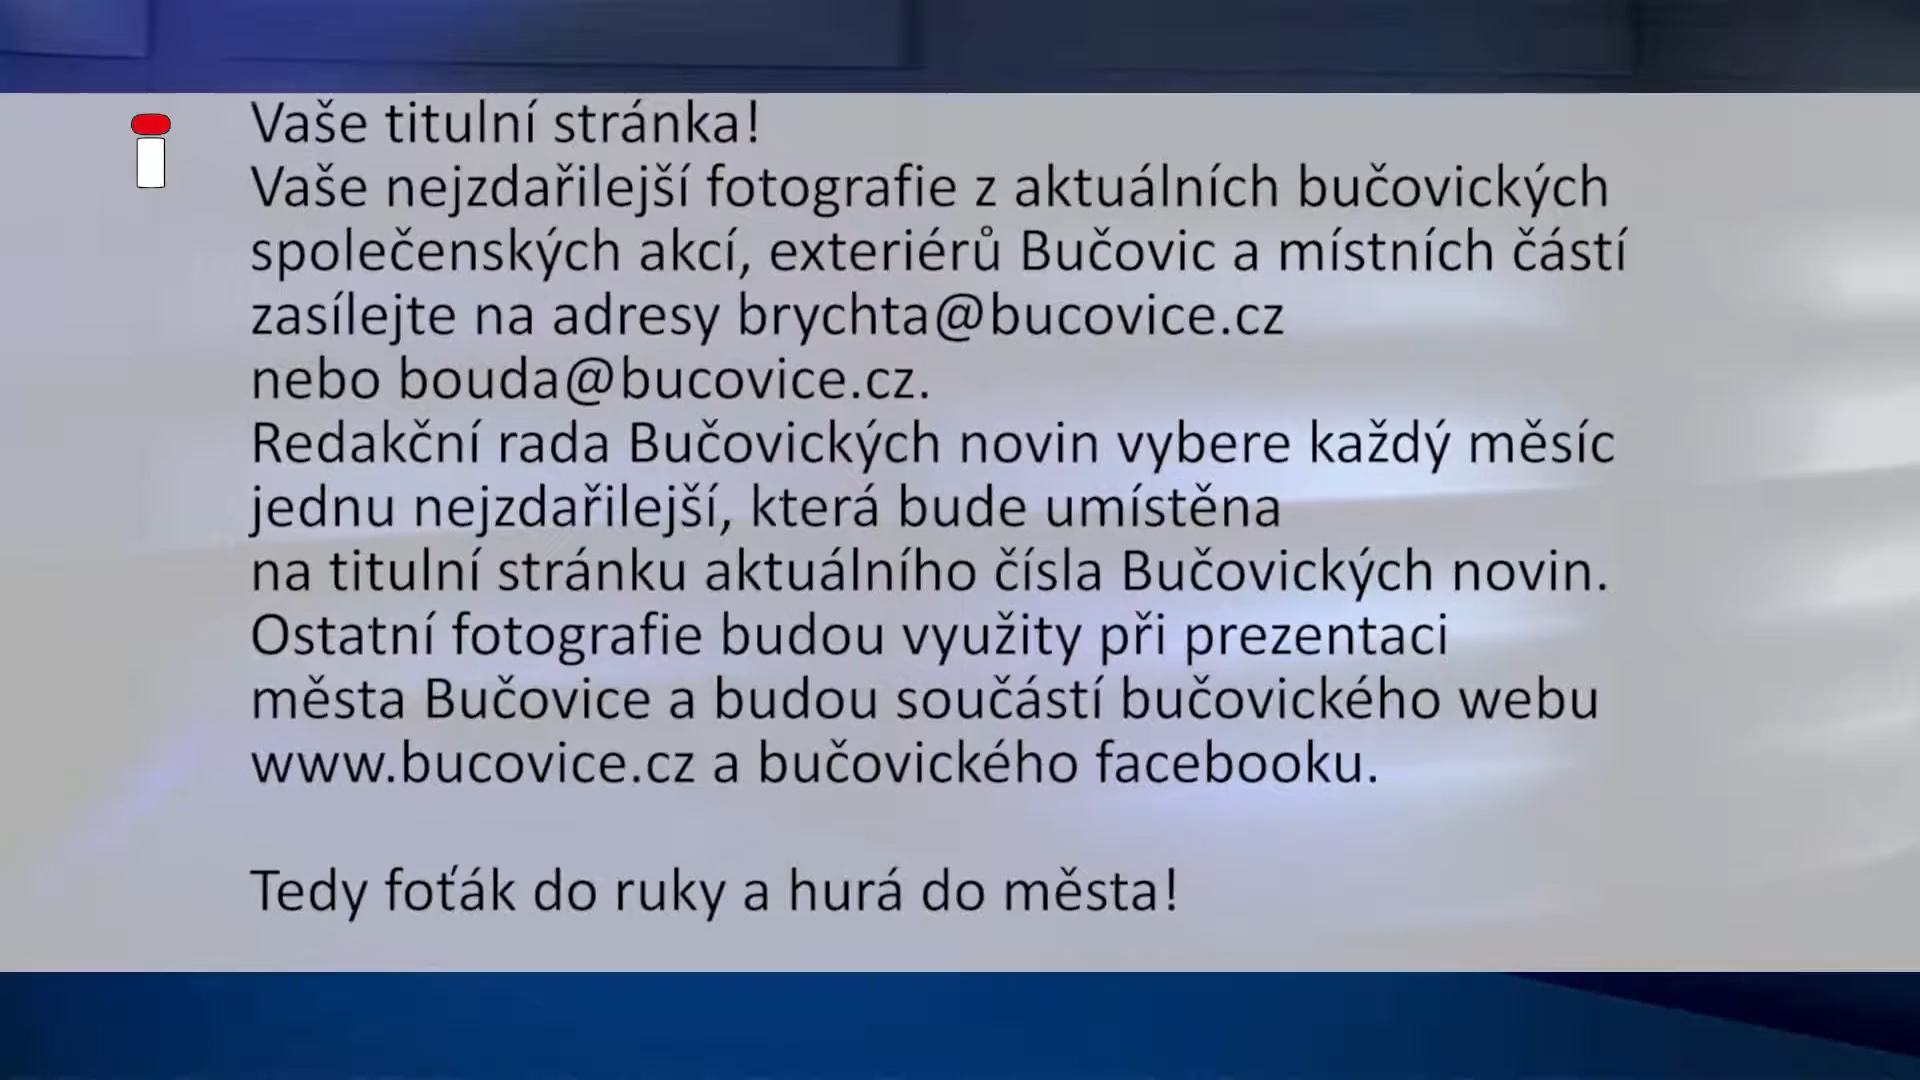 Vaše titulní stránka!
Vaše nejzdařilejší fotografie z aktuálních bučovických
společenských akcí, exteriérů Bučovic a místních částí
zasílejte na adresy brychta@bucovice.cz
nebo bouda@bucovice.cz.
Redakční rada Bučovických novin vybere každý měsíc
jednu nejzdařilejší, která bude umístěna
na titulní stránku aktuálního čísla Bučovických novin.
Ostatní fotografie budou využity při prezentaci
města Bučovice a budou součástí bučovického webu
www.bucovice.cz a bučovického facebooku.
Tedy foťák do ruky a hurá do města!